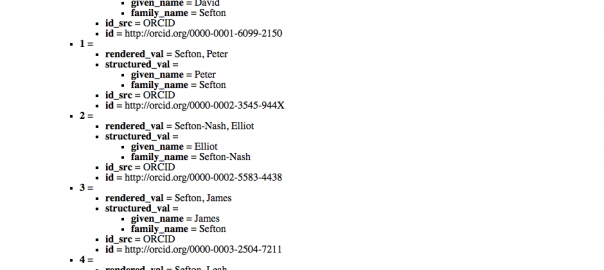 given_name = David
family_name = Sefton
id_src = ORCID
id = http://orcid.org/0000-0001-6099-2150
1 =
rendered_val = Sefton, Peter
structured_val =
given_name = Peter
family_name = Sefton
id_src = ORCID
id = http://orcid.org/0000-0002-3545-944X
2 =
rendered_val = Sefton-Nash, Elliot
structured_val =
given_name = Elliot
family_name = Sefton-Nash
id_src = ORCID
id = http://orcid.org/0000-0002-5583-4438
3 =
rendered_val = Sefton, James
structured_val =
given_name = James
family_name = Sefton
id_src = ORCID
id = http://orcid.org/0000-0003-2504-7211
4 =
rendered_val = Sefton, Leah